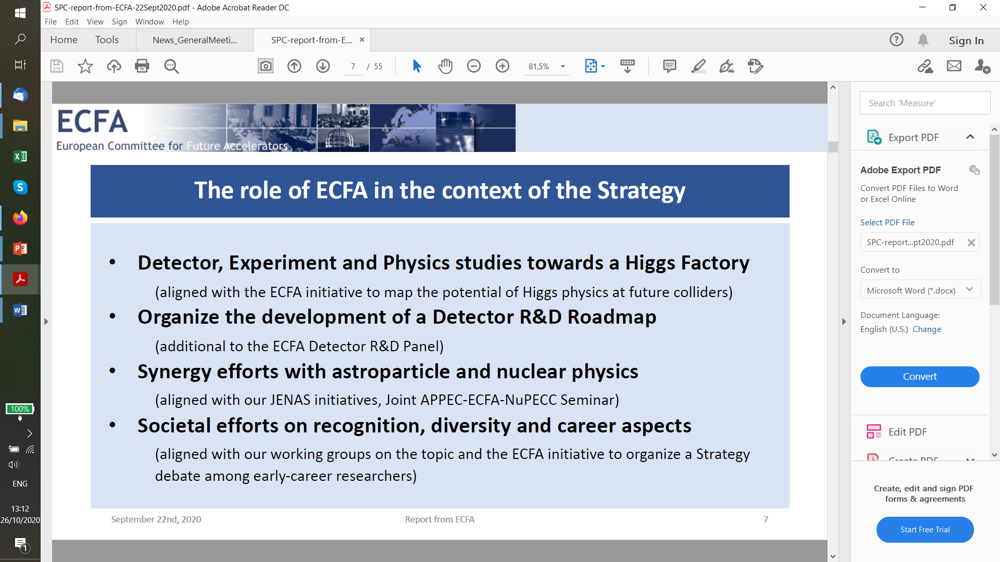 SPC-report-from-ECFA-22Sept2020.pdf - Adobe Acrobat Reader DC
File Edit View Sign Window Help
Home Tools News_GeneralMeeti... SPC-report-from-E... ×
Sign In
7 / 55 81,5%
ECFA
European Committee for Future Accelerators
The role of ECFA in the context of the Strategy
• Detector, Experiment and Physics studies towards a Higgs Factory
(aligned with the ECFA initiative to map the potential of Higgs physics at future colliders)
• Organize the development of a Detector R&D Roadmap
(additional to the ECFA Detector R&D Panel)
• Synergy efforts with astroparticle and nuclear physics
(aligned with our JENAS initiatives, Joint APPEC-ECFA-NuPECC Seminar)
• Societal efforts on recognition, diversity and career aspects
(aligned with our working groups on the topic and the ECFA initiative to organize a Strategy
debate among early-career researchers)
September 22nd, 2020 Report from ECFA 7
Search 'Measure'
Export PDF
Adobe Export PDF
Convert PDF Files to Word
or Excel Online
Select PDF File
SPC-report...pt2020.pdf
Convert to
Microsoft Word (*.docx)
Document Language:
English (U.S.) Change
Convert
Edit PDF
Create PDF
Create, edit and sign PDF
forms & agreements
Start Free Trial
100%
ENG
13:12
26/10/2020
1